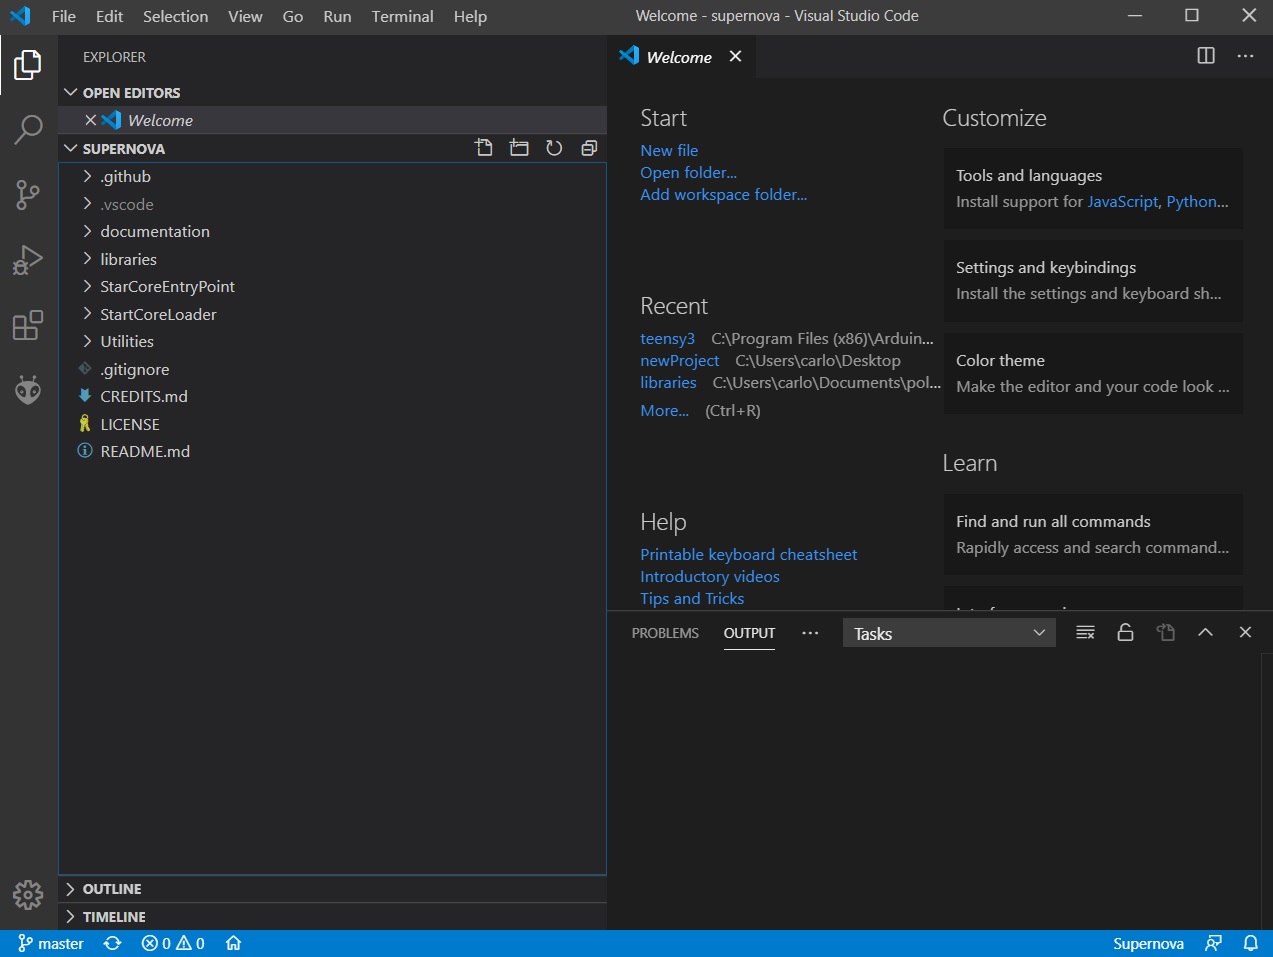 File Edit Selection View Go Run Terminal Help
Welcome - supernova - Visual Studio Code
EXPLORER
OPEN EDITORS
Welcome
SUPERNOVA
.github
.vscode
documentation
libraries
StarCoreEntryPoint
StartCoreLoader
Utilities
.gitignore
CREDITS.md
LICENSE
README.md
OUTLINE
TIMELINE
Welcome
Start
New file
Open folder...
Add workspace folder...
Recent
teensy3 C:\Program Files (x86)\Arduin...
newProject C:\Users\carlo\Desktop
libraries C:\Users\carlo\Documents\pol...
More... (Ctrl+R)
Help
Printable keyboard cheatsheet
Introductory videos
Tips and Tricks
Customize
Tools and languages
Install support for JavaScript, Python...
Settings and keybindings
Install the settings and keyboard sh...
Color theme
Make the editor and your code look ...
Learn
Find and run all commands
Rapidly access and search command...
PROBLEMS OUTPUT ... Tasks
master 0 0 Supernova